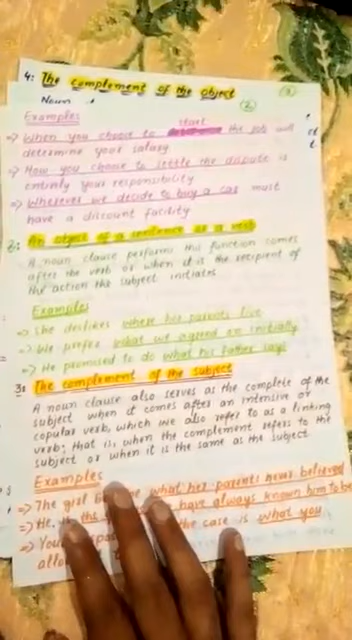 4: The complement of the object
Noun
②
Examples
start
=> When you choose to the job will
determine your salary
=> How you choose to settle the dispute is
entirely your responsibility
=> Wherever we decide to buy a car must
have a discount facility
2: An object of a sentence or a verb
A noun clause performs this function comes
after the verb or when it is the recipient of
the action the subject initiates
Examples
=> She dislikes where her parents live
=> We prefer what we agreed on initially
=> He promised to do what his father says
3: The complement of the subject
A noun clause also serves as the complete of the
subject when it comes after an intensive or
copular verb, which we also refer to as a linking
verb; that is, when the complement refers to the
subject or when it is the same as the subject.
Examples
=> The girl what her parents never believed
=> He is the have always known him to be
=> You the case is what you
allo